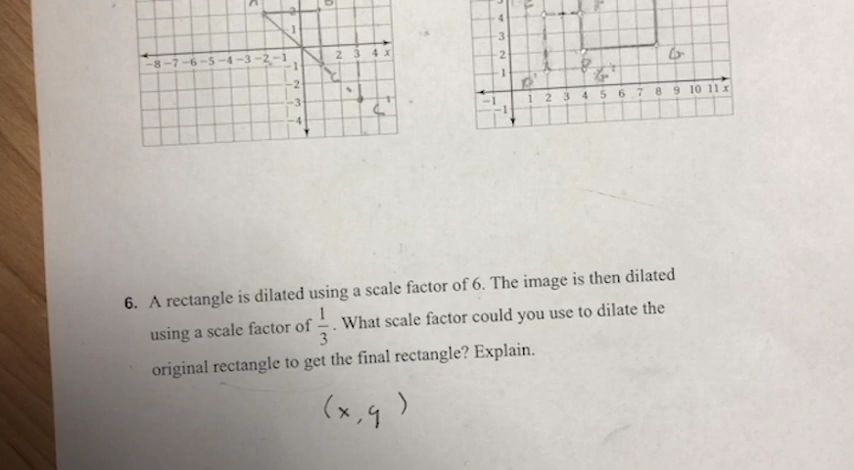 -8 -7 -6 -5 -4 -3 -2 -1 2 3 4 x
1
-1
-2
-3
-4
C
C'
4
3
2
1
-1
-1 1 2 3 4 5 6 7 8 9 10 11 x
G
G'
D'
6. A rectangle is dilated using a scale factor of 6. The image is then dilated
using a scale factor of 1/3. What scale factor could you use to dilate the
original rectangle to get the final rectangle? Explain.
(x, y)